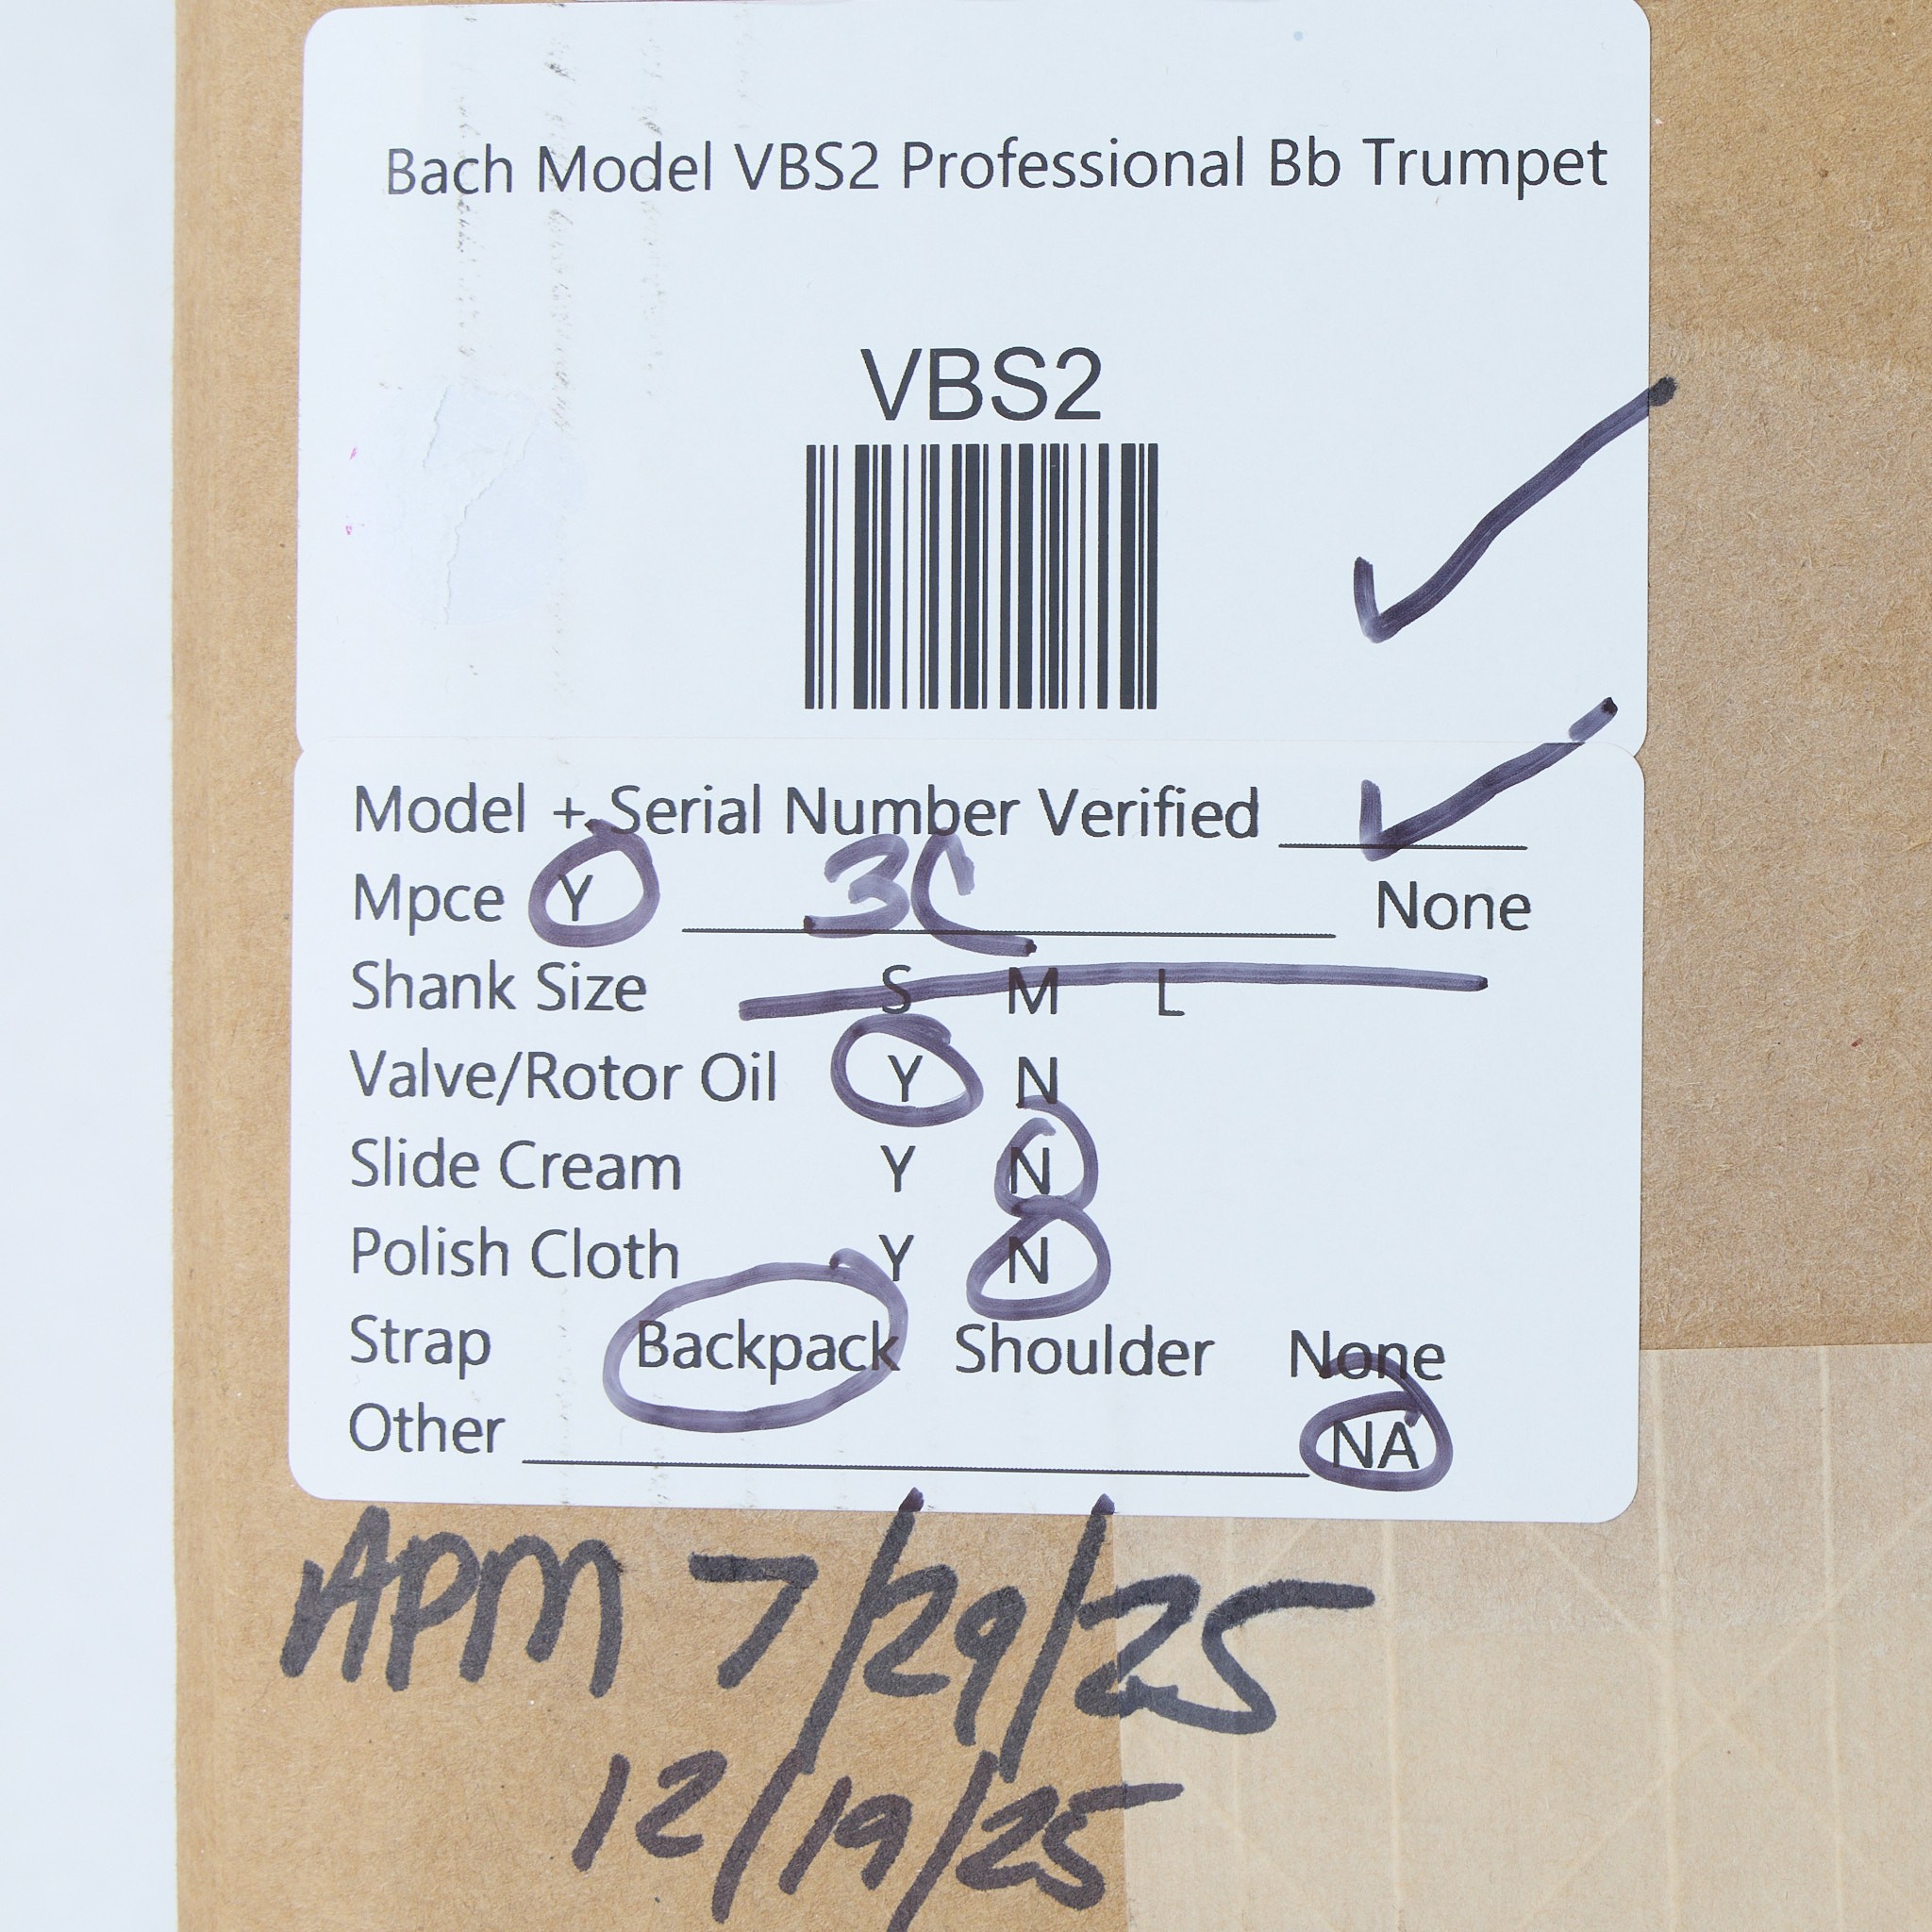 Bach Model VBS2 Professional Bb Trumpet
VBS2
Model + Serial Number Verified
Mpce Y 3C None
Shank Size S M L
Valve/Rotor Oil Y N
Slide Cream Y N
Polish Cloth Y N
Strap Backpack Shoulder None
Other NA
APM 7/29/25
12/19/25